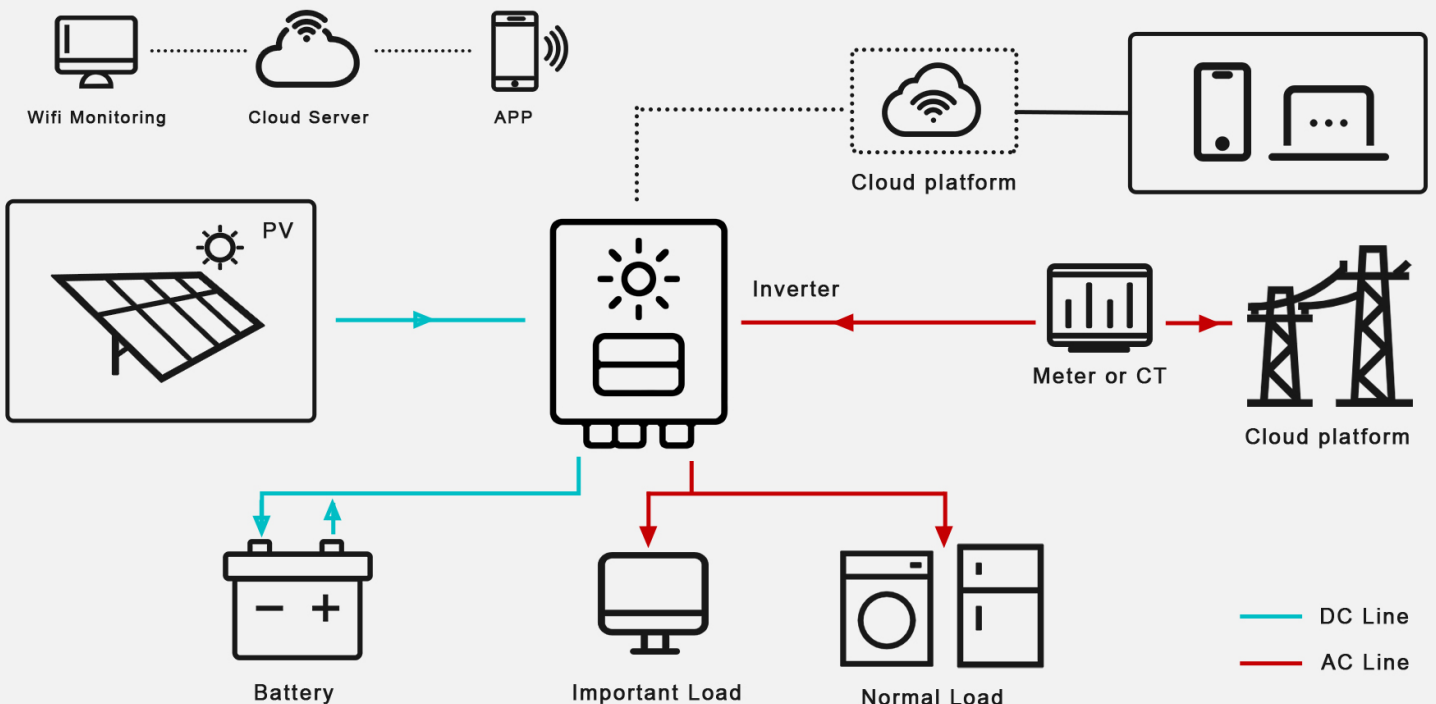 Wifi Monitoring
Cloud Server
APP
Cloud platform
PV
Inverter
Meter or CT
Cloud platform
Battery
Important Load
Normal Load
DC Line
AC Line